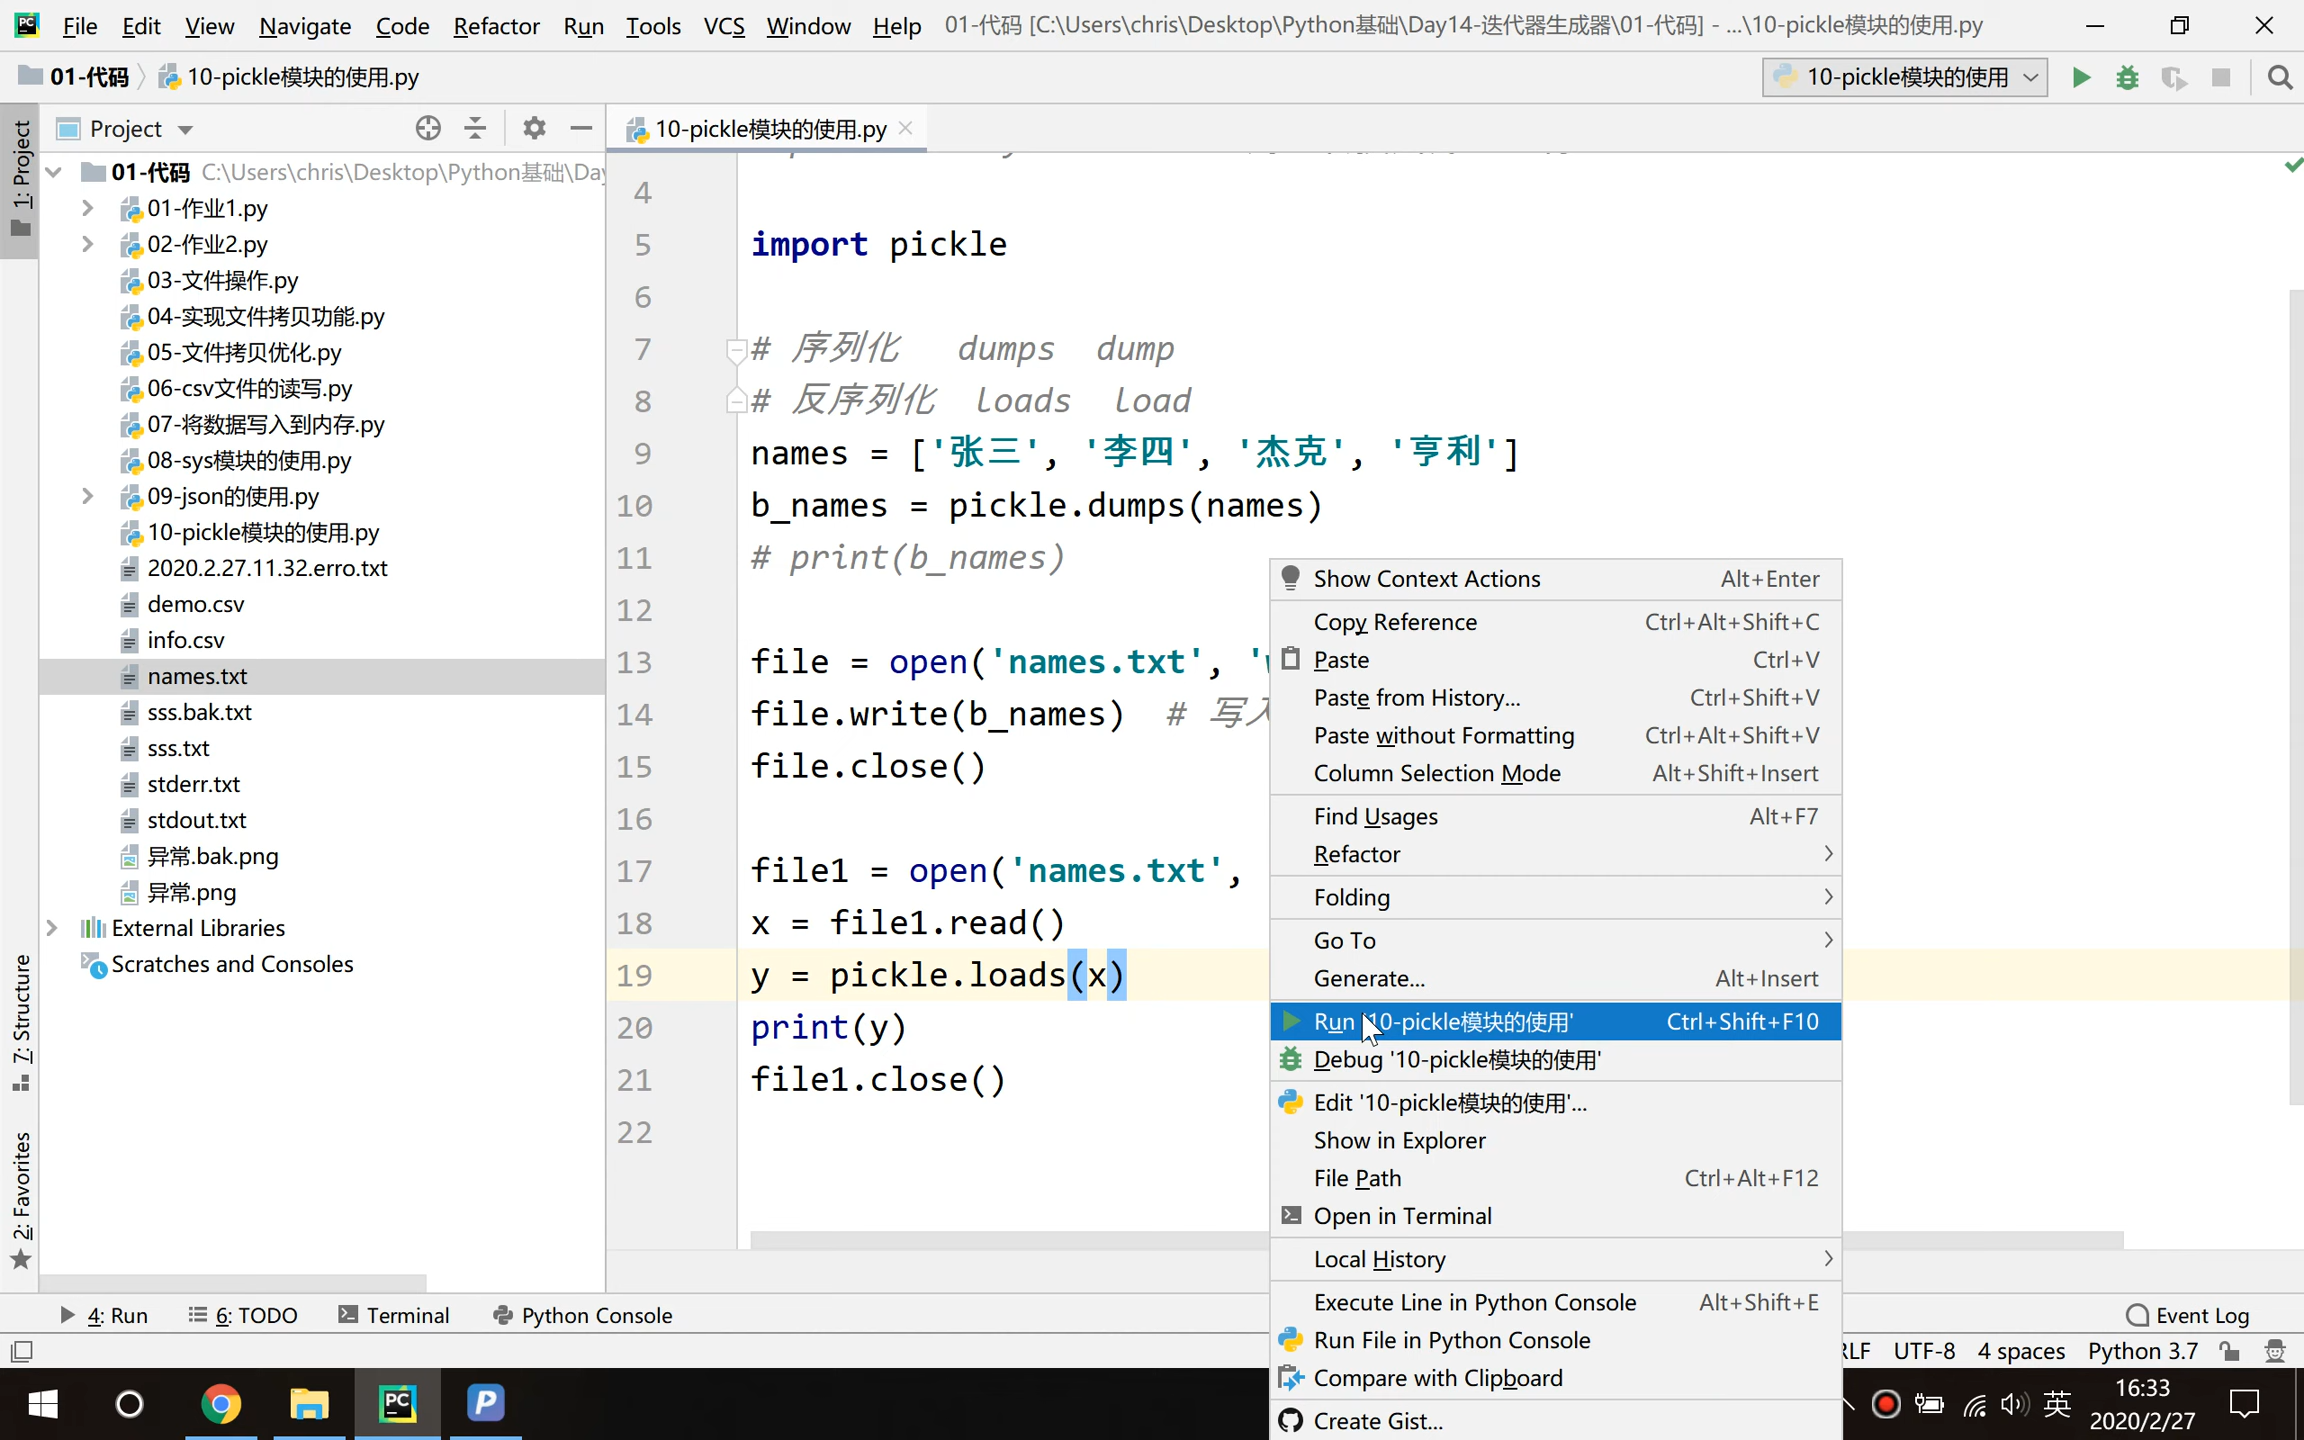 File Edit View Navigate Code Refactor Run Tools VCS Window Help 01-代码 [C:\Users\chris\Desktop\Python基础\Day14-迭代器生成器\01-代码] - ...\10-pickle模块的使用.py
01-代码 10-pickle模块的使用.py 10-pickle模块的使用
Project
10-pickle模块的使用.py
1: Project
7: Structure
2: Favorites
01-代码 C:\Users\chris\Desktop\Python基础\Da
01-作业1.py
02-作业2.py
03-文件操作.py
04-实现文件拷贝功能.py
05-文件拷贝优化.py
06-csv文件的读写.py
07-将数据写入到内存.py
08-sys模块的使用.py
09-json的使用.py
10-pickle模块的使用.py
2020.2.27.11.32.erro.txt
demo.csv
info.csv
names.txt
sss.bak.txt
sss.txt
stderr.txt
stdout.txt
异常.bak.png
异常.png
External Libraries
Scratches and Consoles
4
5 import pickle
6
7 # 序列化 dumps dump
8 # 反序列化 loads load
9 names = ['张三', '李四', '杰克', '亨利']
10 b_names = pickle.dumps(names)
11 # print(b_names)
12
13 file = open('names.txt', '
14 file.write(b_names) # 写入
15 file.close()
16
17 file1 = open('names.txt',
18 x = file1.read()
19 y = pickle.loads(x)
20 print(y)
21 file1.close()
22
Show Context Actions Alt+Enter
Copy Reference Ctrl+Alt+Shift+C
Paste Ctrl+V
Paste from History... Ctrl+Shift+V
Paste without Formatting Ctrl+Alt+Shift+V
Column Selection Mode Alt+Shift+Insert
Find Usages Alt+F7
Refactor
Folding
Go To
Generate... Alt+Insert
Run '10-pickle模块的使用' Ctrl+Shift+F10
Debug '10-pickle模块的使用'
Edit '10-pickle模块的使用'...
Show in Explorer
File Path Ctrl+Alt+F12
Open in Terminal
Local History
Execute Line in Python Console Alt+Shift+E
Run File in Python Console
Compare with Clipboard
Create Gist...
4: Run 6: TODO Terminal Python Console Event Log
RLF UTF-8 4 spaces Python 3.7
英 16:33
2020/2/27